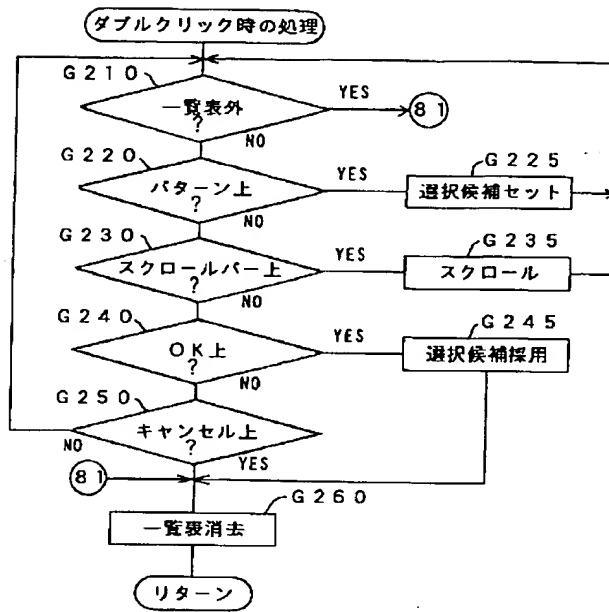 ダブルクリック時の処理
G210
一覧表外
?
YES
81
NO
G220
パターン上
?
YES
G225
選択候補セット
NO
G230
スクロールバー上
?
YES
G235
スクロール
NO
G240
OK上
?
YES
G245
選択候補採用
NO
G250
キャンセル上
?
NO
YES
81
G260
一覧表消去
リターン